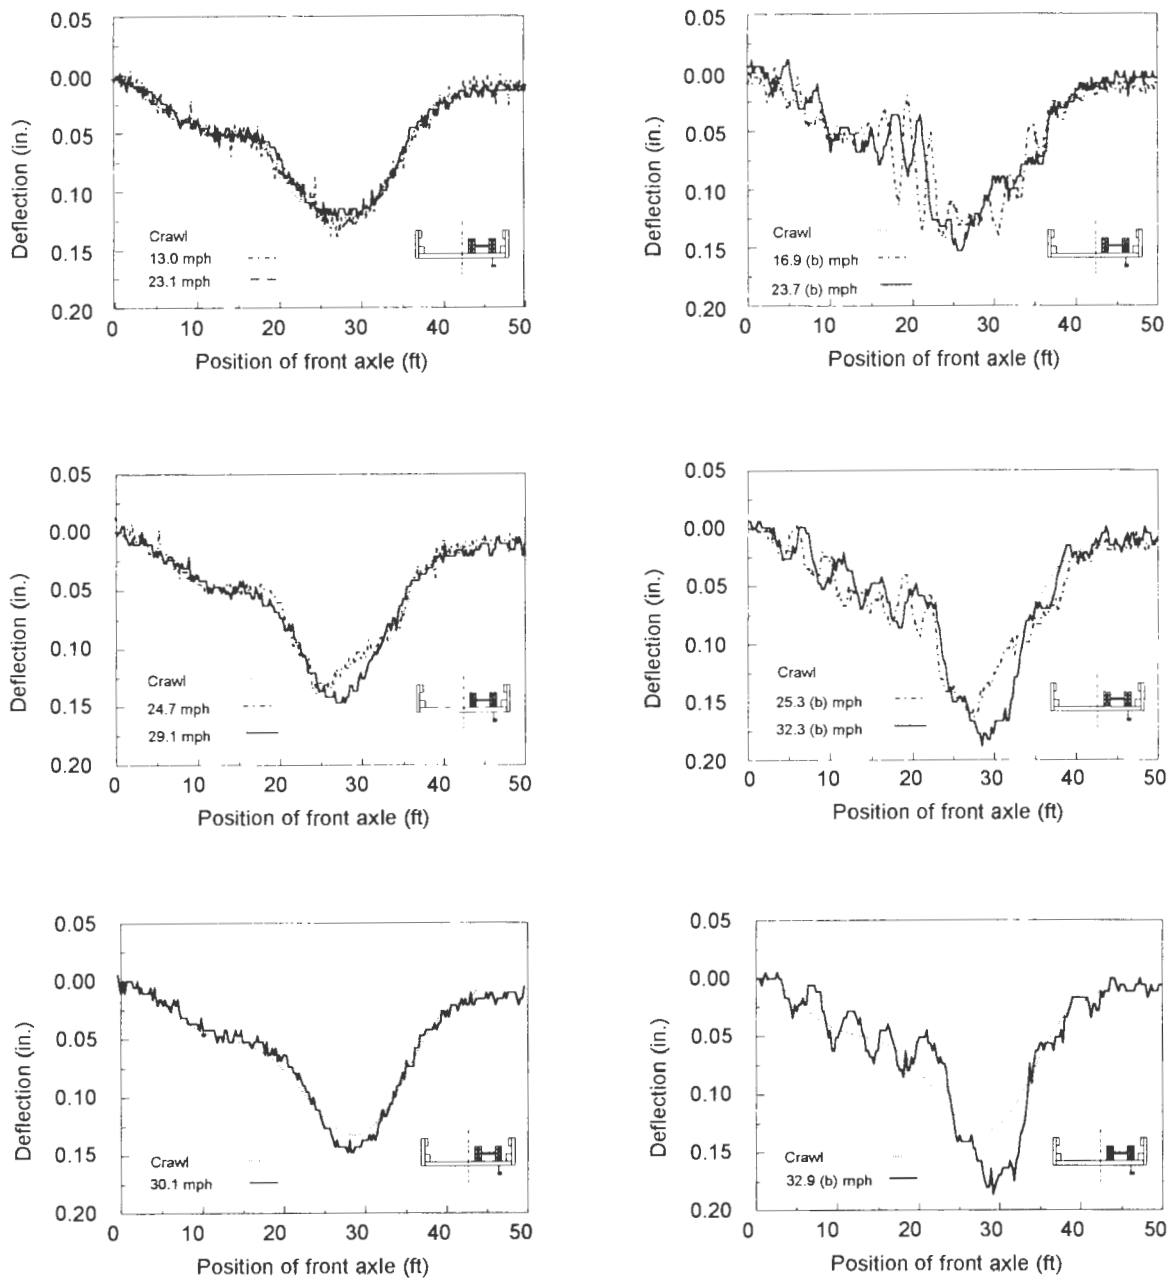 0.05
0.00
0.05
0.10
0.15
0.20
Deflection (in.)
Crawl
13.0 mph
23.1 mph
0 10 20 30 40 50
Position of front axle (ft)
0.05
0.00
0.05
0.10
0.15
0.20
Deflection (in.)
Crawl
16.9 (b) mph
23.7 (b) mph
0 10 20 30 40 50
Position of front axle (ft)
0.05
0.00
0.05
0.10
0.15
0.20
Deflection (in.)
Crawl
24.7 mph
29.1 mph
0 10 20 30 40 50
Position of front axle (ft)
0.05
0.00
0.05
0.10
0.15
0.20
Deflection (in.)
Crawl
25.3 (b) mph
32.3 (b) mph
0 10 20 30 40 50
Position of front axle (ft)
0.05
0.00
0.05
0.10
0.15
0.20
Deflection (in.)
Crawl
30.1 mph
0 10 20 30 40 50
Position of front axle (ft)
0.05
0.00
0.05
0.10
0.15
0.20
Deflection (in.)
Crawl
32.9 (b) mph
0 10 20 30 40 50
Position of front axle (ft)